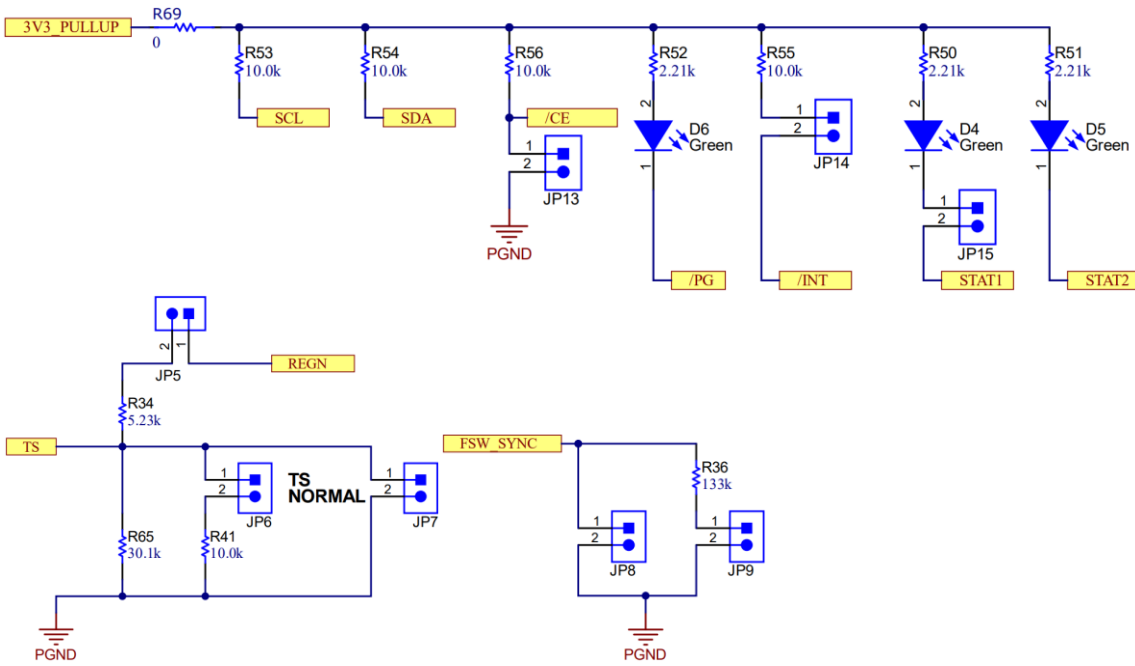 3V3_PULLUP
R69
0
R53
10.0k
R54
10.0k
R56
10.0k
R52
2.21k
R55
10.0k
R50
2.21k
R51
2.21k
SCL
SDA
/CE
1
2
JP13
PGND
2
D6
Green
1
/PG
1
2
JP14
/INT
2
D4
Green
1
1
2
JP15
STAT1
2
D5
Green
1
STAT2
2
1
JP5
REGN
R34
5.23k
TS
1
2
JP6
TS
NORMAL
1
2
JP7
R65
30.1k
R41
10.0k
PGND
FSW_SYNC
R36
133k
1
2
JP8
1
2
JP9
PGND